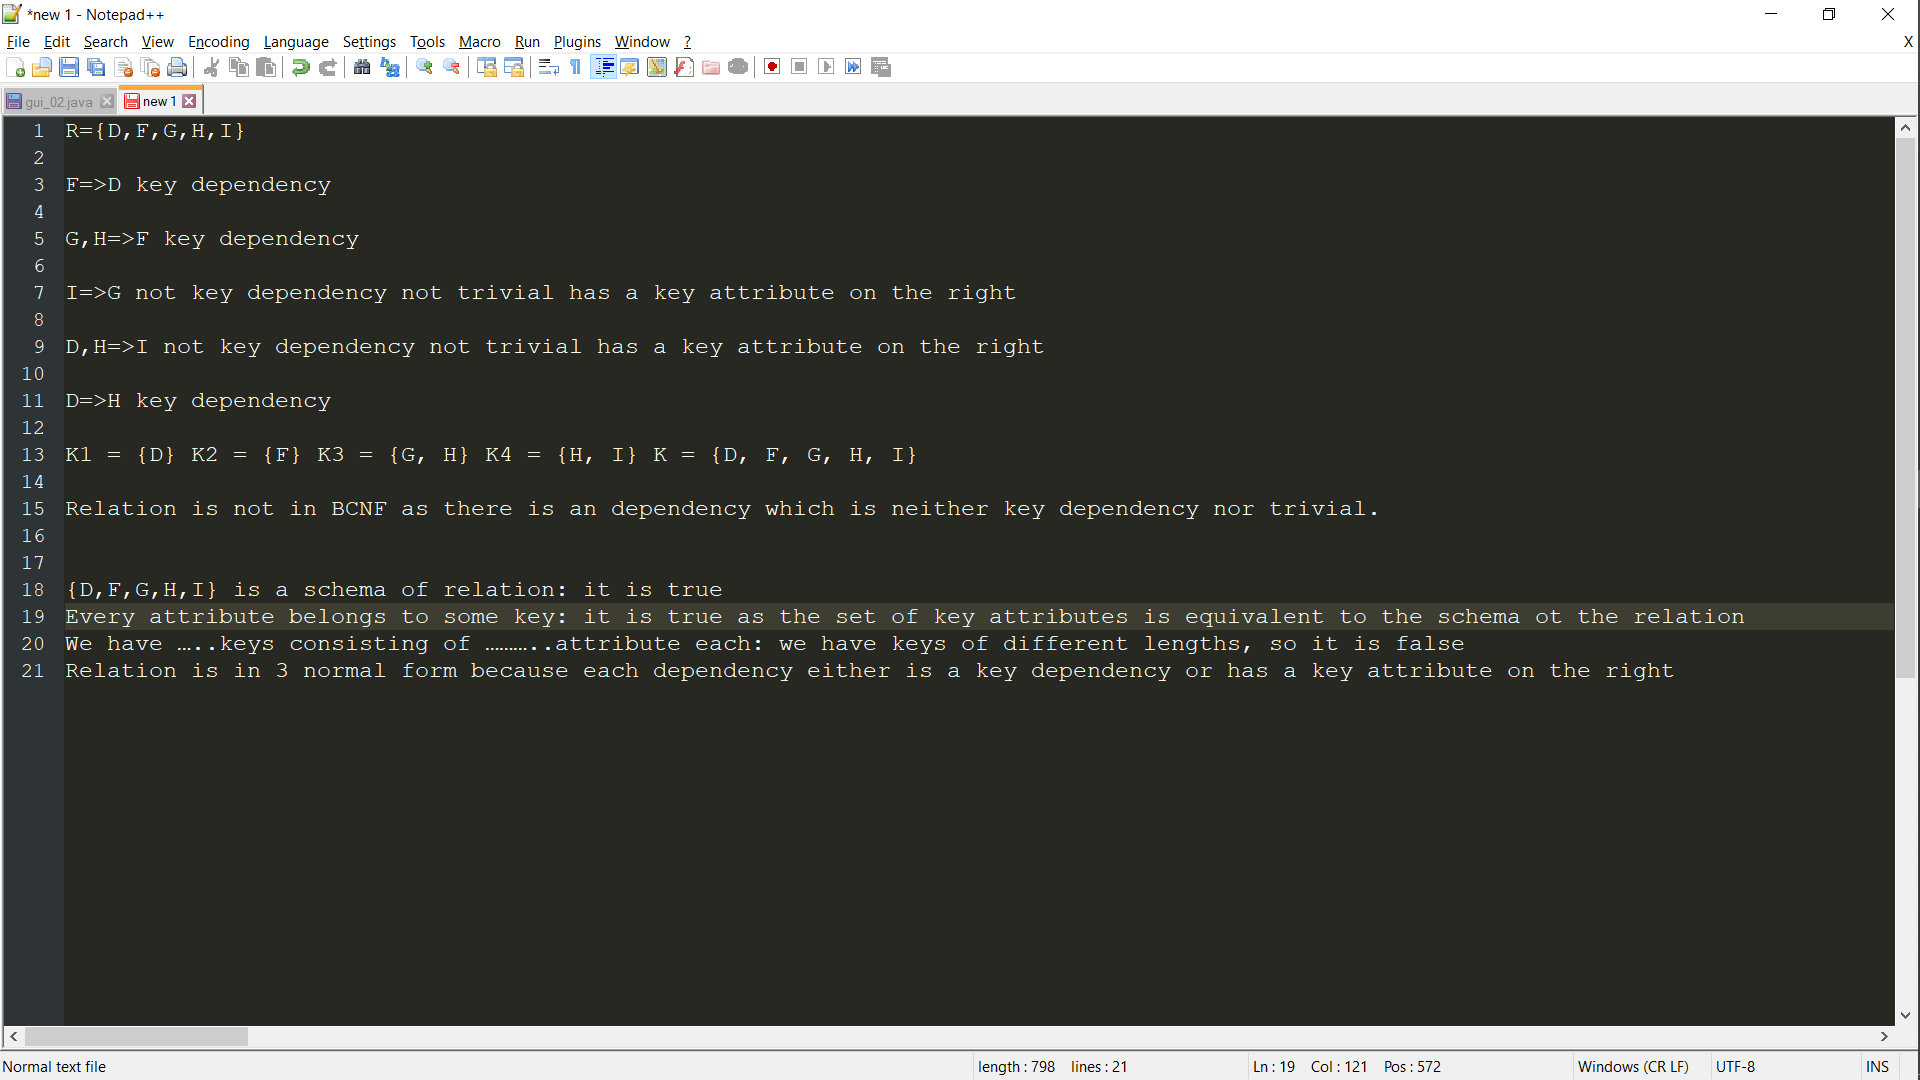 *new 1 - Notepad++
File Edit Search View Encoding Language Settings Tools Macro Run Plugins Window ? X
gui_02.java new 1
1 R={D,F,G,H,I}
2
3 F=>D key dependency
4
5 G,H=>F key dependency
6
7 I=>G not key dependency not trivial has a key attribute on the right
8
9 D,H=>I not key dependency not trivial has a key attribute on the right
10
11 D=>H key dependency
12
13 K1 = {D} K2 = {F} K3 = {G, H} K4 = {H, I} K = {D, F, G, H, I}
14
15 Relation is not in BCNF as there is an dependency which is neither key dependency nor trivial.
16
17
18 {D,F,G,H,I} is a schema of relation: it is true
19 Every attribute belongs to some key: it is true as the set of key attributes is equivalent to the schema ot the relation
20 We have …..keys consisting of ………..attribute each: we have keys of different lengths, so it is false
21 Relation is in 3 normal form because each dependency either is a key dependency or has a key attribute on the right
Normal text file length : 798 lines : 21 Ln : 19 Col : 121 Pos : 572 Windows (CR LF) UTF-8 INS